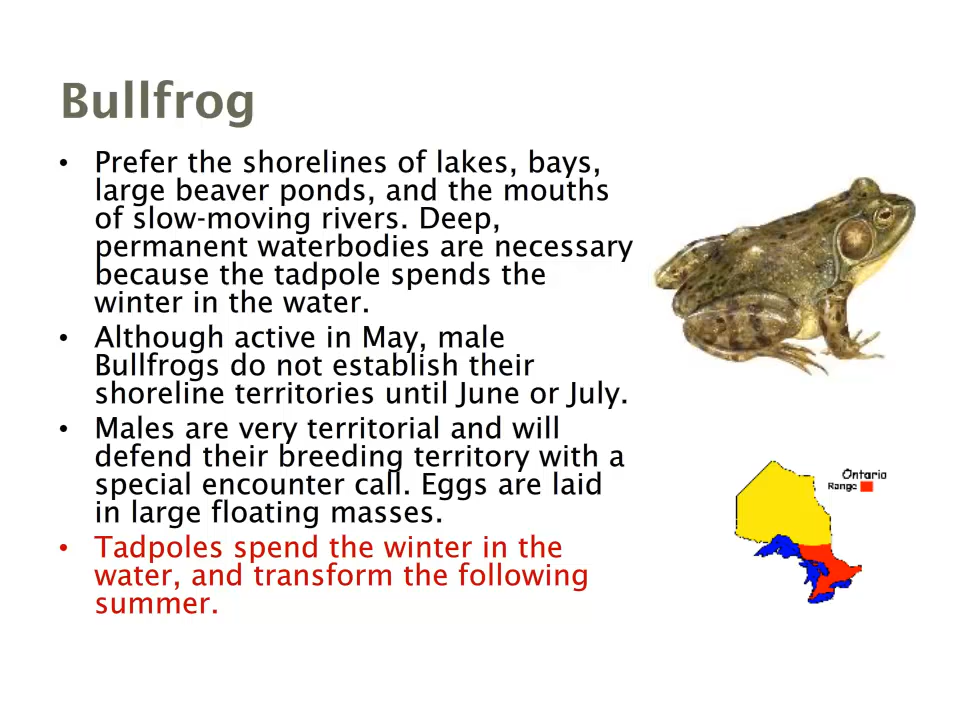 Bullfrog
• Prefer the shorelines of lakes, bays,
large beaver ponds, and the mouths
of slow-moving rivers. Deep,
permanent waterbodies are necessary
because the tadpole spends the
winter in the water.
• Although active in May, male
Bullfrogs do not establish their
shoreline territories until June or July.
• Males are very territorial and will
defend their breeding territory with a
special encounter call. Eggs are laid
in large floating masses.
• Tadpoles spend the winter in the
water, and transform the following
summer.
Ontario
Range